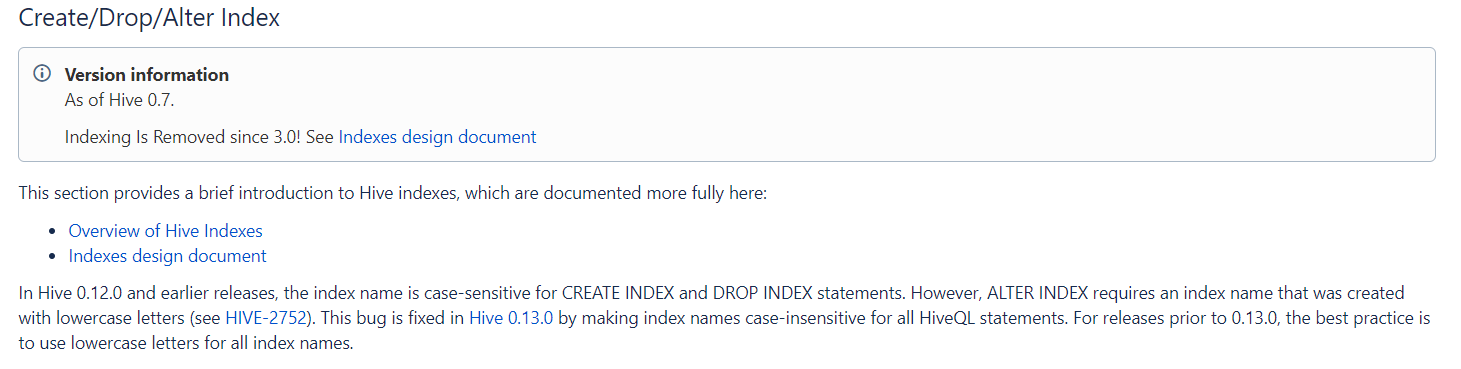 Create/Drop/Alter Index
Version information
As of Hive 0.7.
Indexing Is Removed since 3.0! See Indexes design document
This section provides a brief introduction to Hive indexes, which are documented more fully here:
• Overview of Hive Indexes
• Indexes design document
In Hive 0.12.0 and earlier releases, the index name is case-sensitive for CREATE INDEX and DROP INDEX statements. However, ALTER INDEX requires an index name that was created
with lowercase letters (see HIVE-2752). This bug is fixed in Hive 0.13.0 by making index names case-insensitive for all HiveQL statements. For releases prior to 0.13.0, the best practice is
to use lowercase letters for all index names.